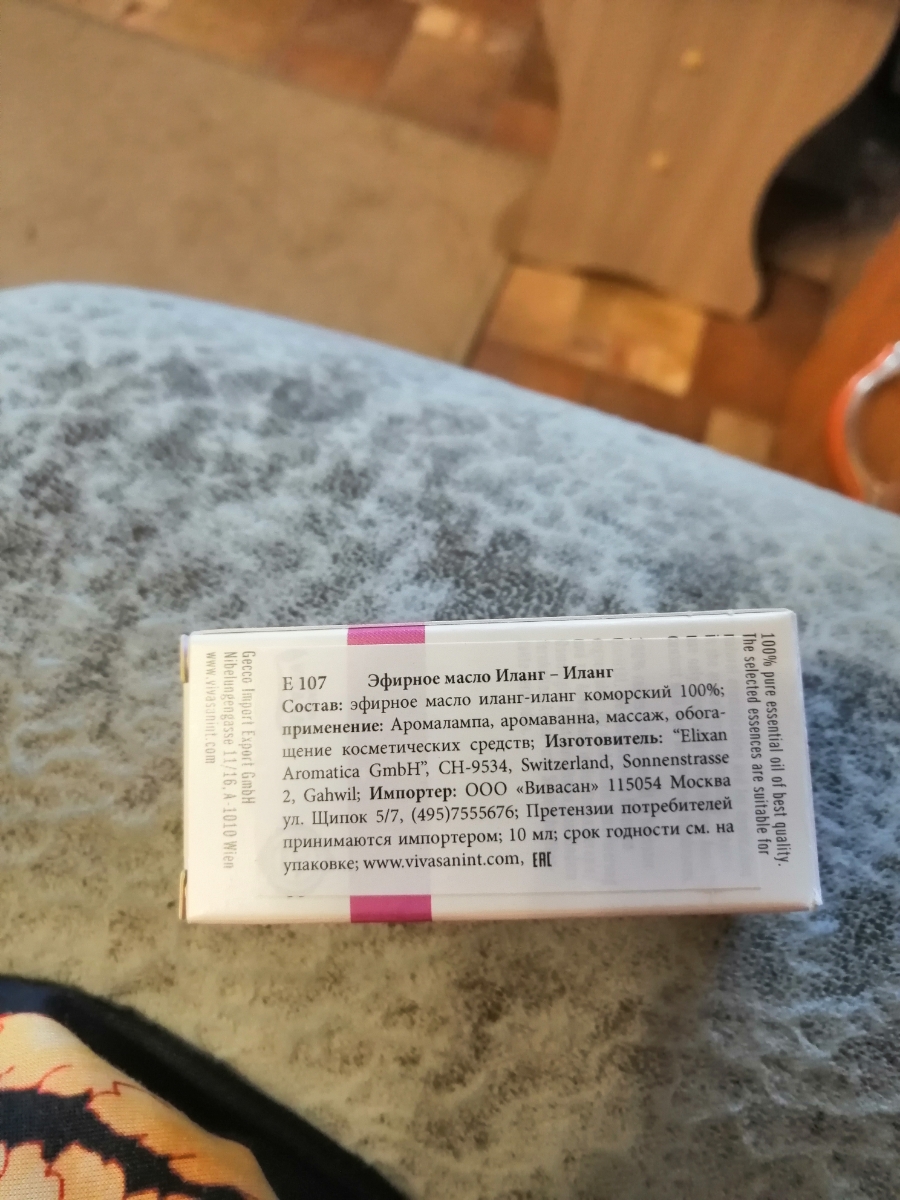 E 107 Эфирное масло Иланг – Иланг
Состав: эфирное масло иланг-иланг коморский 100%;
применение: Аромалампа, аромаванна, массаж, обога-
щение косметических средств; Изготовитель: “Elixan
Aromatica GmbH”, CH-9534, Switzerland, Sonnenstrasse
2, Gahwil; Импортер: ООО «Вивасан» 115054 Москва
ул. Щипок 5/7, (495)7555676; Претензии потребителей
принимаются импортером; 10 мл; срок годности см. на
упаковке; www.vivasanint.com, EAC
100% pure essential oil of best quality.
The selected essences are suitable for
Gecco Import Export GmbH
Nibelungengasse 11/16, A-1010 Wien
www.vivasanint.com